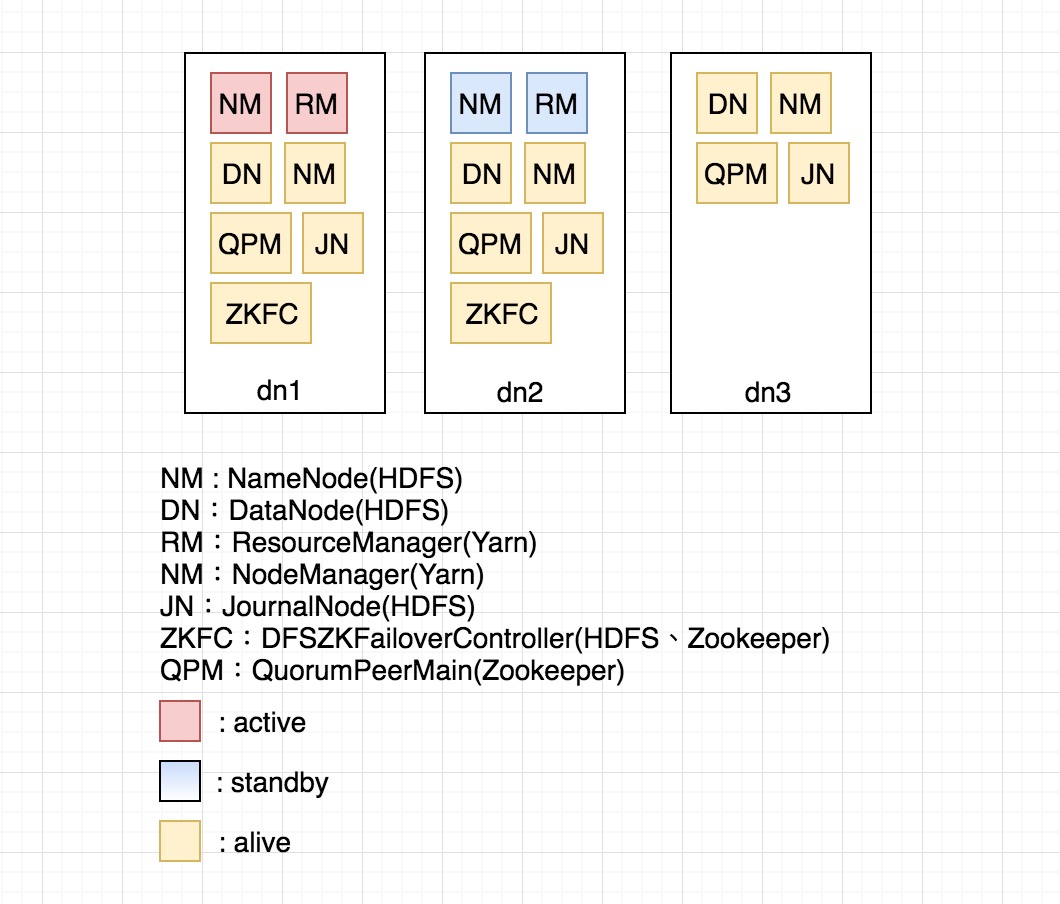 NM RM
DN NM
QPM JN
ZKFC
dn1
NM RM
DN NM
QPM JN
ZKFC
dn2
DN NM
QPM JN
dn3
NM : NameNode(HDFS)
DN：DataNode(HDFS)
RM：ResourceManager(Yarn)
NM：NodeManager(Yarn)
JN：JournalNode(HDFS)
ZKFC：DFSZKFailoverController(HDFS、Zookeeper)
QPM：QuorumPeerMain(Zookeeper)
: active
: standby
: alive